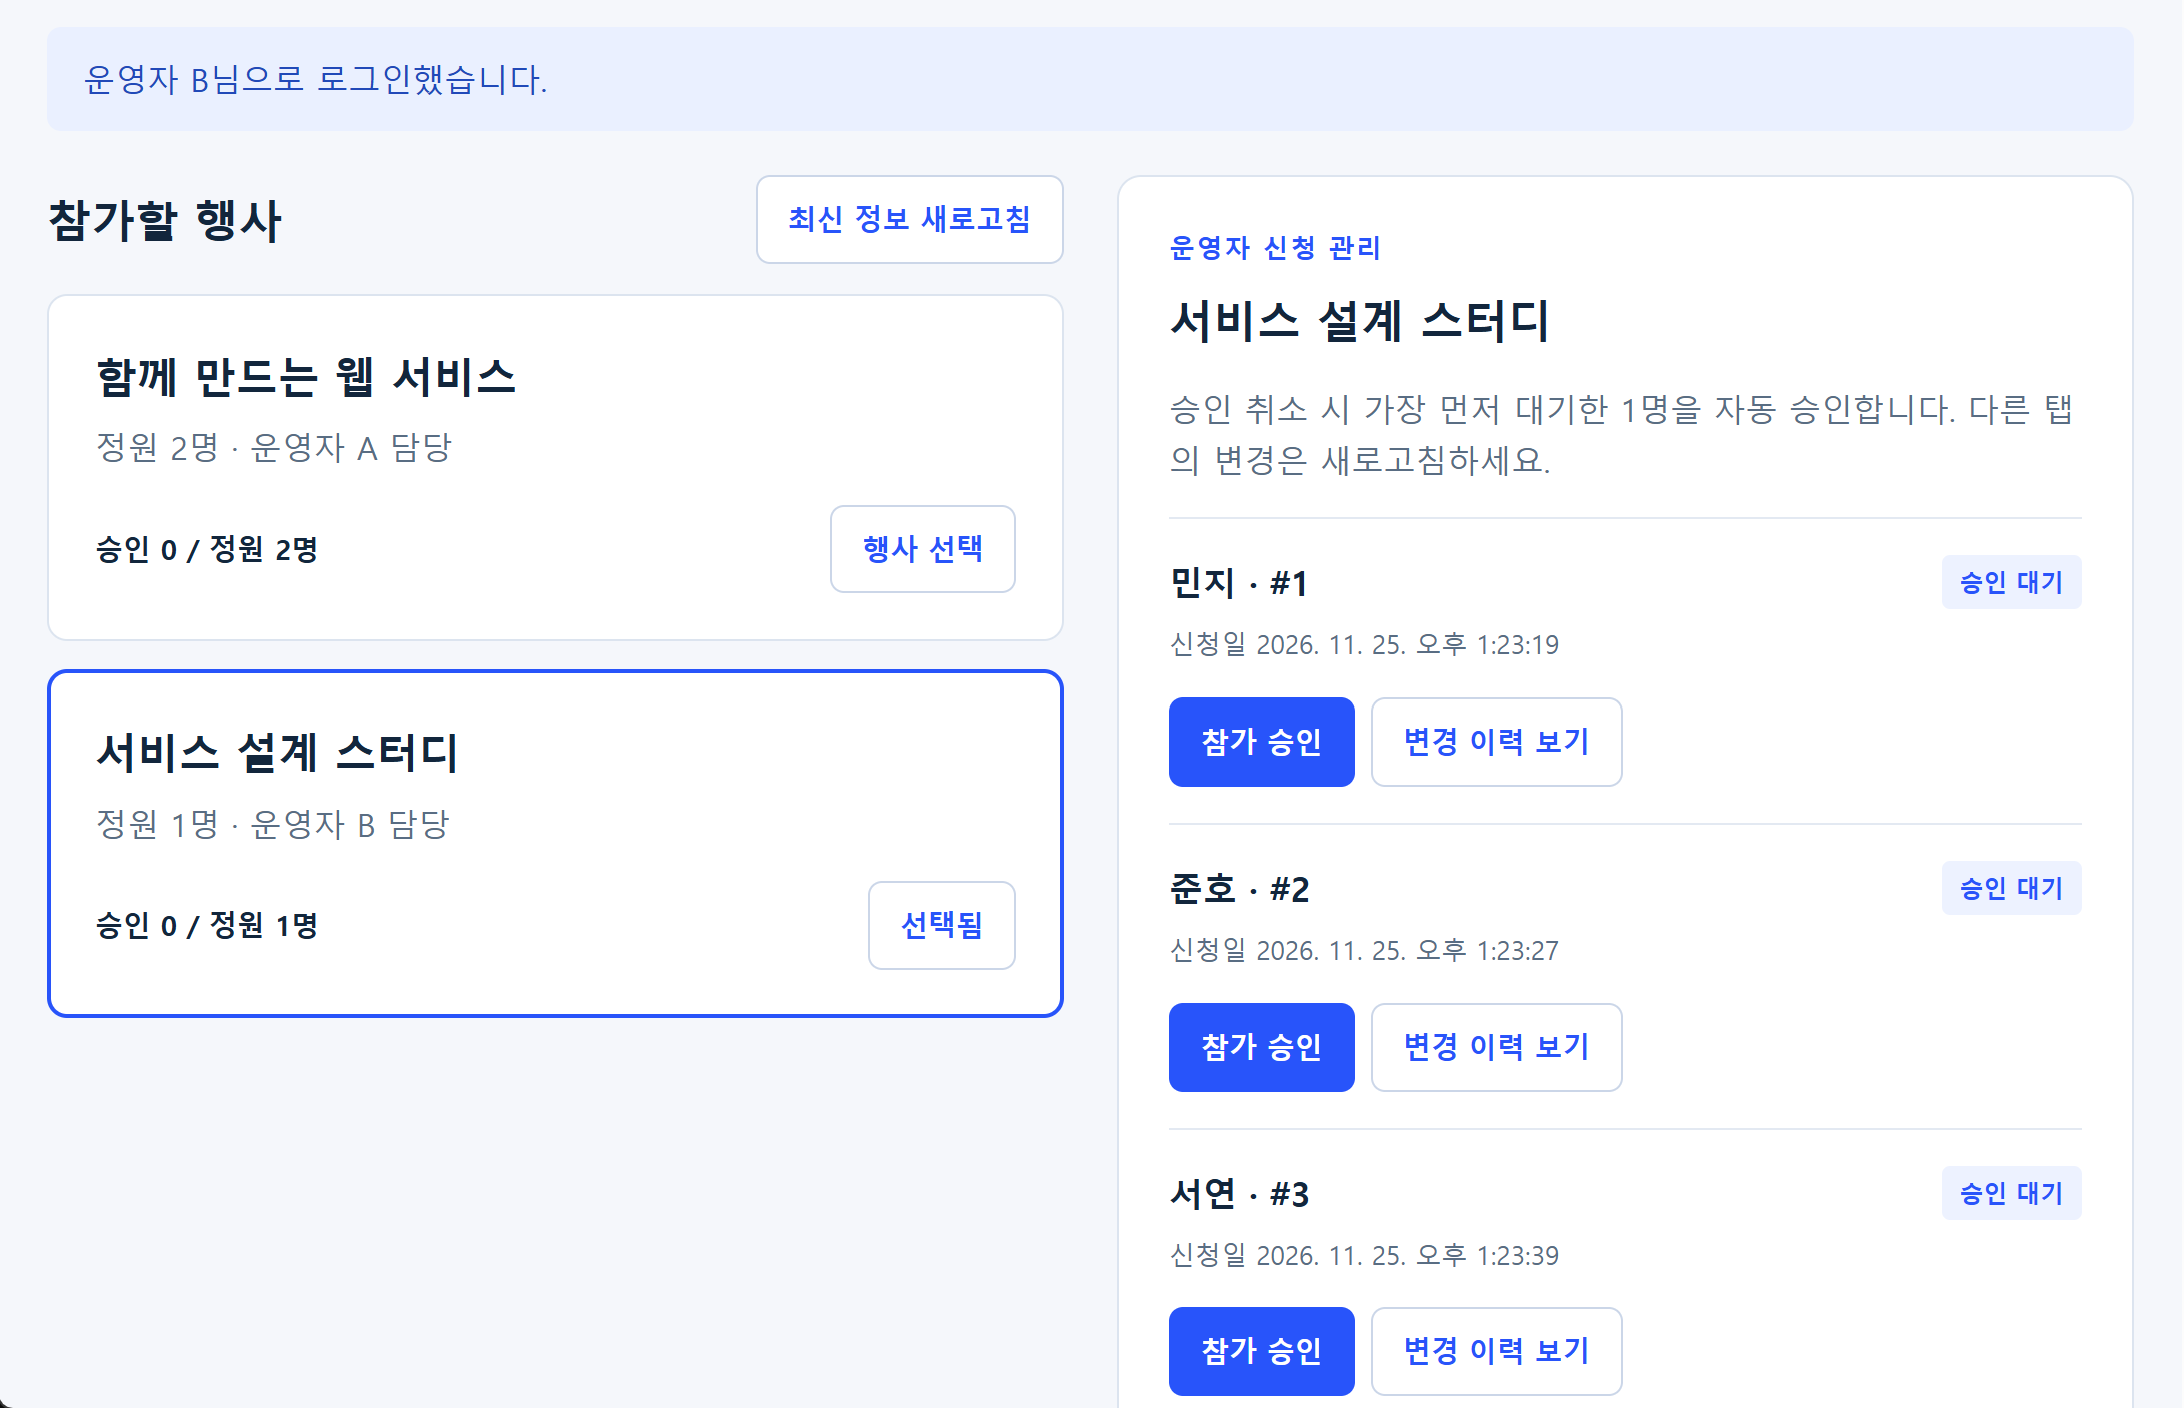 운영자 B님으로 로그인했습니다.
참가할 행사
최신 정보 새로고침
함께 만드는 웹 서비스
정원 2명 · 운영자 A 담당
승인 0 / 정원 2명
행사 선택
서비스 설계 스터디
정원 1명 · 운영자 B 담당
승인 0 / 정원 1명
선택됨
운영자 신청 관리
서비스 설계 스터디
승인 취소 시 가장 먼저 대기한 1명을 자동 승인합니다. 다른 탭
의 변경은 새로고침하세요.
민지 · #1
승인 대기
신청일 2026. 11. 25. 오후 1:23:19
참가 승인
변경 이력 보기
준호 · #2
승인 대기
신청일 2026. 11. 25. 오후 1:23:27
참가 승인
변경 이력 보기
서연 · #3
승인 대기
신청일 2026. 11. 25. 오후 1:23:39
참가 승인
변경 이력 보기